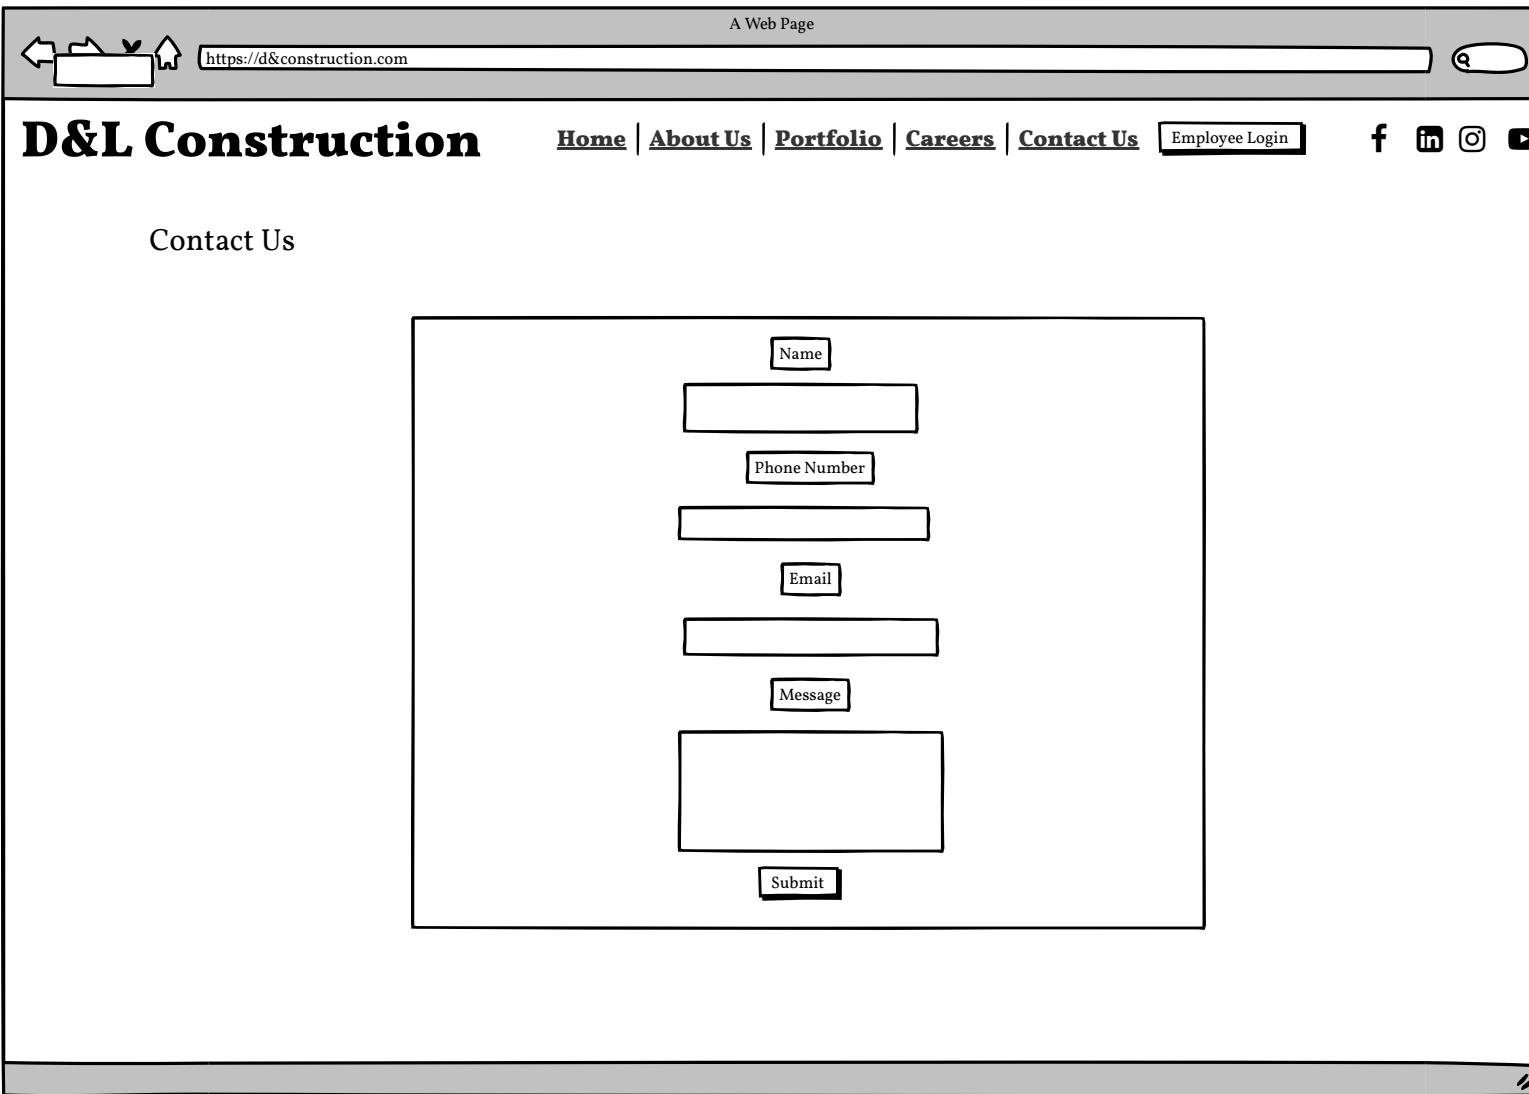 A Web Page
https://d&construction.com
D&L Construction
Home About Us Portfolio Careers Contact Us Employee Login
Contact Us
Name
Phone Number
Email
Message
Submit